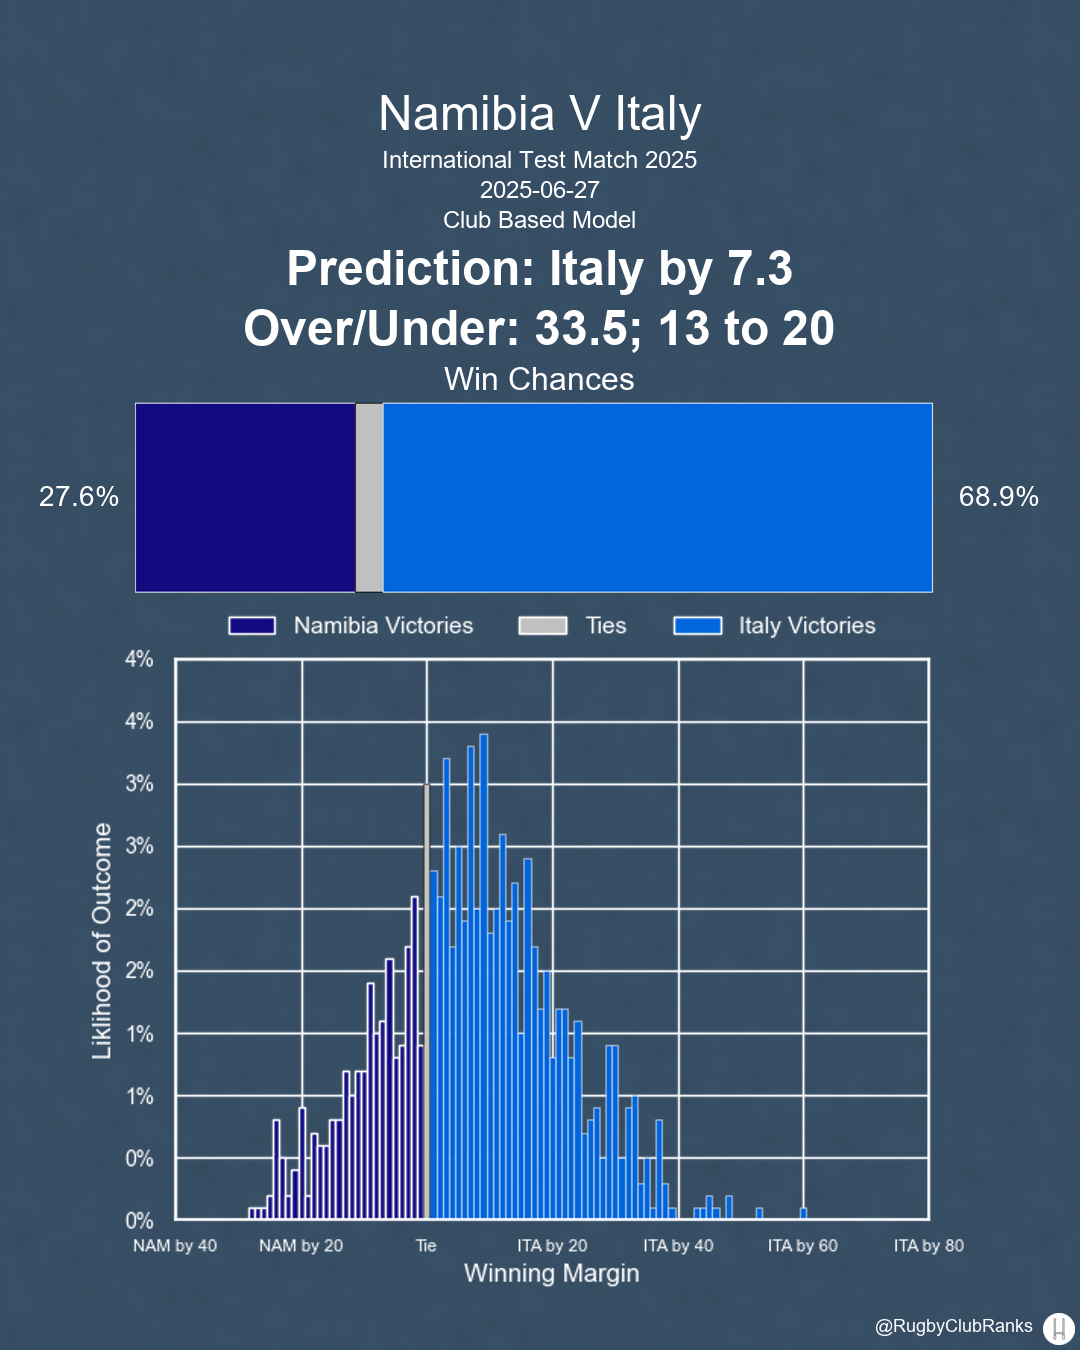 Namibia V Italy
International Test Match 2025
2025-06-27
Club Based Model
Prediction: Italy by 7.3
Over/Under: 33.5; 13 to 20
Win Chances
27.6%
68.9%
Namibia Victories Ties Italy Victories
4%
4%
3%
3%
2%
2%
1%
1%
0%
0%
Liklihood of Outcome
NAM by 40 NAM by 20 Tie ITA by 20 ITA by 40 ITA by 60 ITA by 80
Winning Margin
@RugbyClubRanks